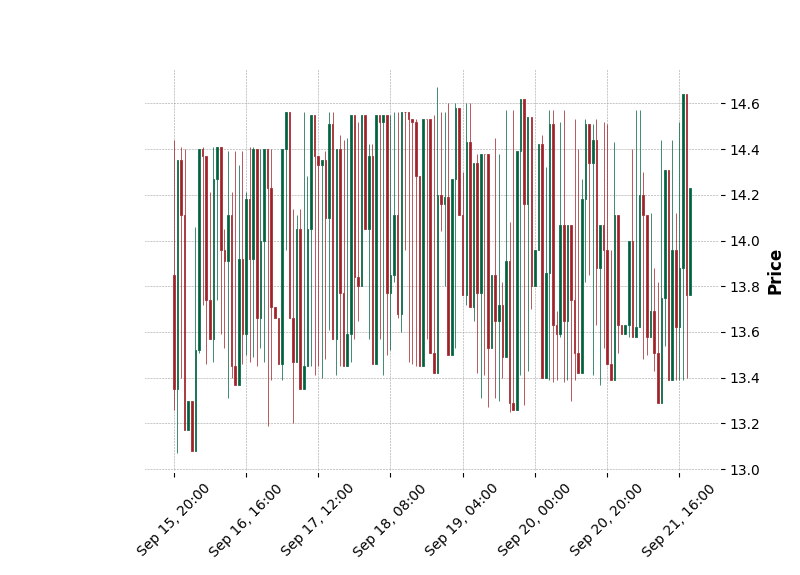 14.6
14.4
14.2
14.0
13.8
13.6
13.4
13.2
13.0
Price
Sep 15, 20:00
Sep 16, 16:00
Sep 17, 12:00
Sep 18, 08:00
Sep 19, 04:00
Sep 20, 00:00
Sep 20, 20:00
Sep 21, 16:00